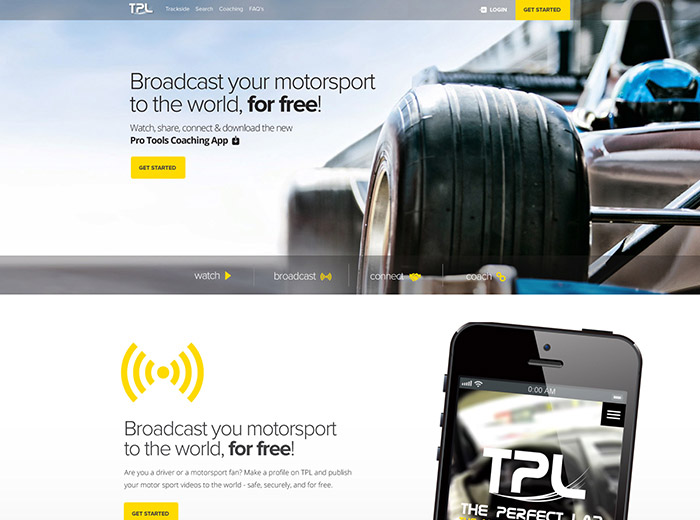 TPL Trackside Search Coaching FAQ's LOGIN GET STARTED
Broadcast your motorsport
to the world, for free!
Watch, share, connect & download the new
Pro Tools Coaching App
GET STARTED
watch broadcast connect coach
Broadcast you motorsport
to the world, for free!
Are you a driver or a motorsport fan? Make a profile on TPL and publish
your motor sport videos to the world - safe, securely, and for free.
GET STARTED
0:00 AM
TPL
THE PERFECT LAP